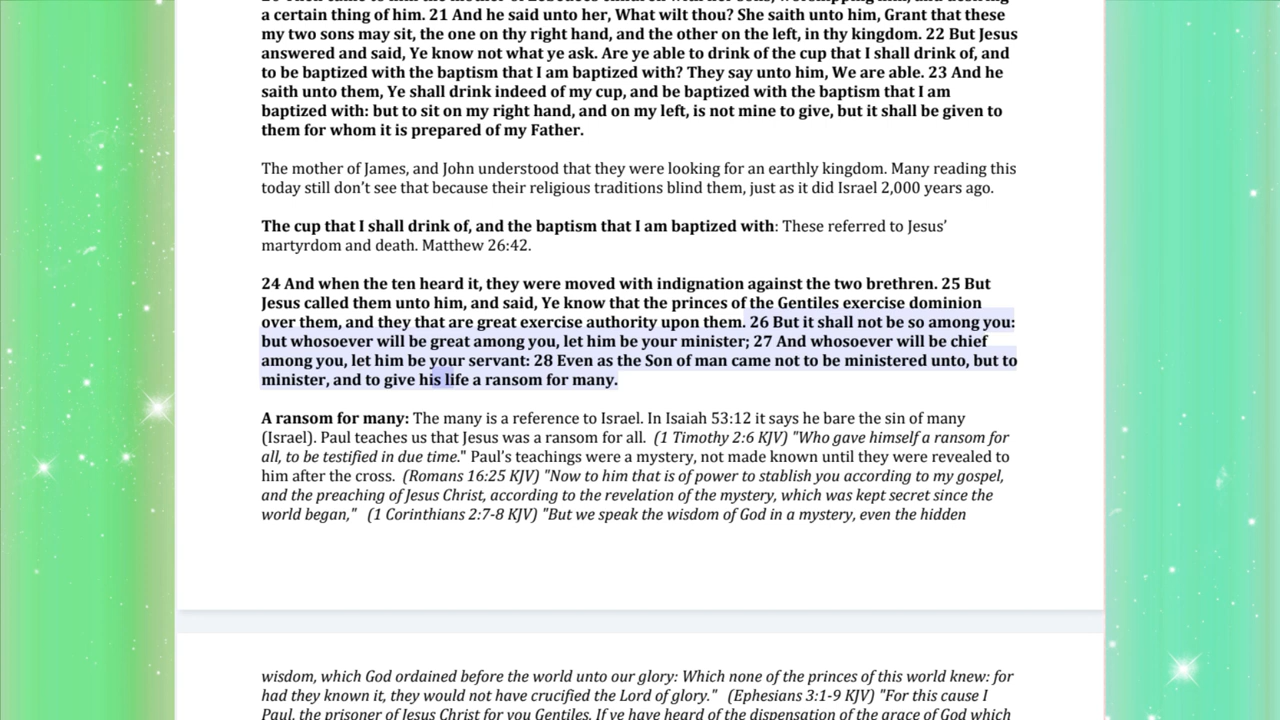 a certain thing of him. 21 And he said unto her, What wilt thou? She saith unto him, Grant that these
my two sons may sit, the one on thy right hand, and the other on the left, in thy kingdom. 22 But Jesus
answered and said, Ye know not what ye ask. Are ye able to drink of the cup that I shall drink of, and
to be baptized with the baptism that I am baptized with? They say unto him, We are able. 23 And he
saith unto them, Ye shall drink indeed of my cup, and be baptized with the baptism that I am
baptized with: but to sit on my right hand, and on my left, is not mine to give, but it shall be given to
them for whom it is prepared of my Father.
The mother of James, and John understood that they were looking for an earthly kingdom. Many reading this
today still don’t see that because their religious traditions blind them, just as it did Israel 2,000 years ago.
The cup that I shall drink of, and the baptism that I am baptized with: These referred to Jesus’
martyrdom and death. Matthew 26:42.
24 And when the ten heard it, they were moved with indignation against the two brethren. 25 But
Jesus called them unto him, and said, Ye know that the princes of the Gentiles exercise dominion
over them, and they that are great exercise authority upon them. 26 But it shall not be so among you:
but whosoever will be great among you, let him be your minister; 27 And whosoever will be chief
among you, let him be your servant: 28 Even as the Son of man came not to be ministered unto, but to
minister, and to give his life a ransom for many.
A ransom for many: The many is a reference to Israel. In Isaiah 53:12 it says he bare the sin of many
(Israel). Paul teaches us that Jesus was a ransom for all. (1 Timothy 2:6 KJV) "Who gave himself a ransom for
all, to be testified in due time." Paul’s teachings were a mystery, not made known until they were revealed to
him after the cross. (Romans 16:25 KJV) "Now to him that is of power to stablish you according to my gospel,
and the preaching of Jesus Christ, according to the revelation of the mystery, which was kept secret since the
world began," (1 Corinthians 2:7-8 KJV) "But we speak the wisdom of God in a mystery, even the hidden
wisdom, which God ordained before the world unto our glory: Which none of the princes of this world knew: for
had they known it, they would not have crucified the Lord of glory." (Ephesians 3:1-9 KJV) "For this cause I
Paul, the prisoner of Jesus Christ for you Gentiles, If ye have heard of the dispensation of the grace of God which